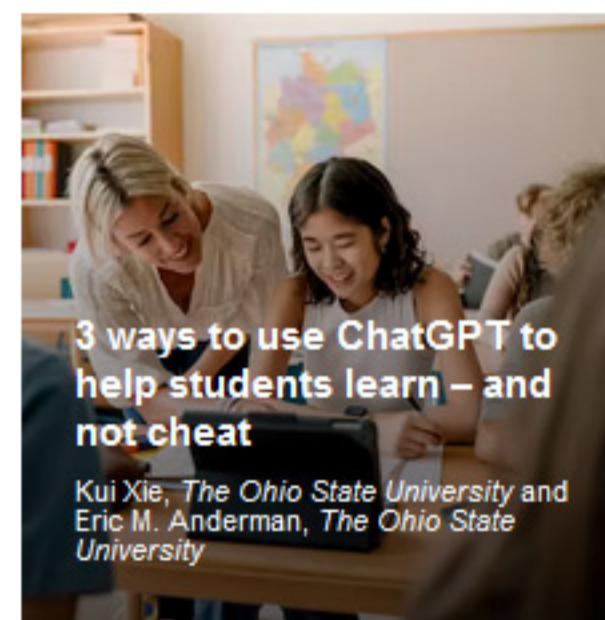 3 ways to use ChatGPT to
help students learn – and
not cheat
Kui Xie, The Ohio State University and
Eric M. Anderman, The Ohio State
University